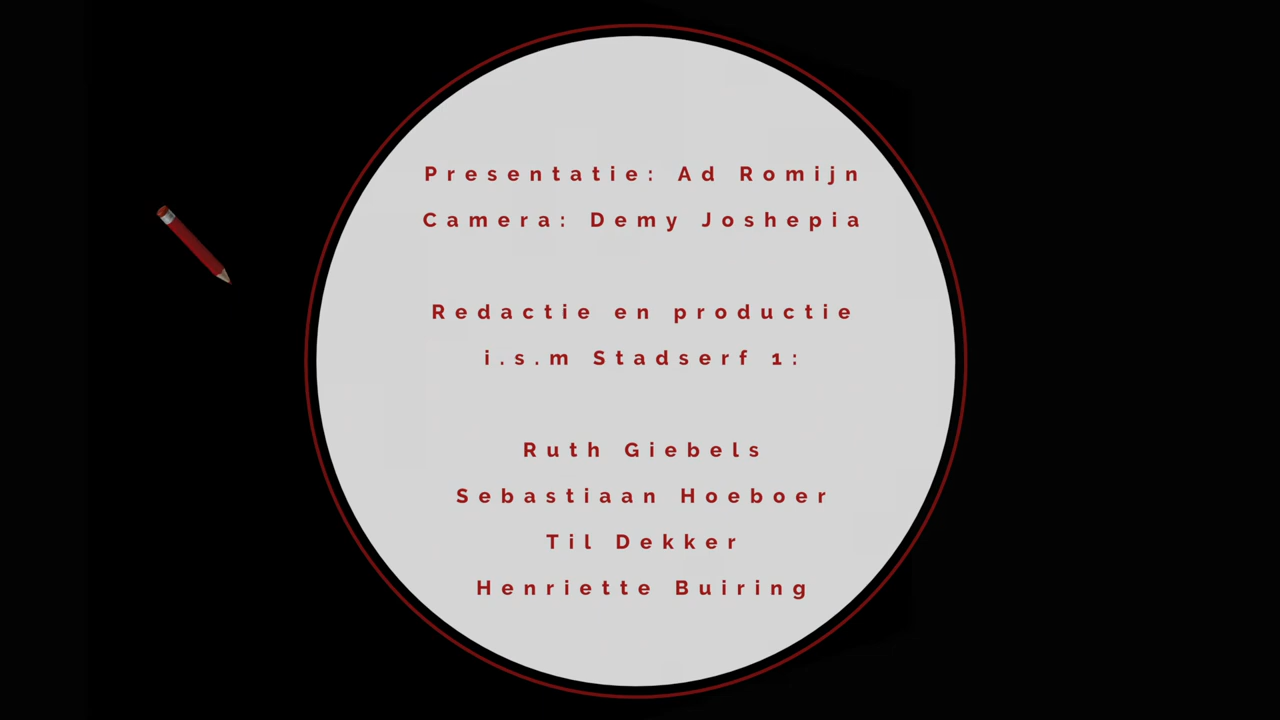 Presentatie: Ad Romijn
Camera: Demy Joshepia
Redactie en productie
i.s.m Stadserf 1:
Ruth Giebels
Sebastiaan Hoeboer
Til Dekker
Henriette Buiring